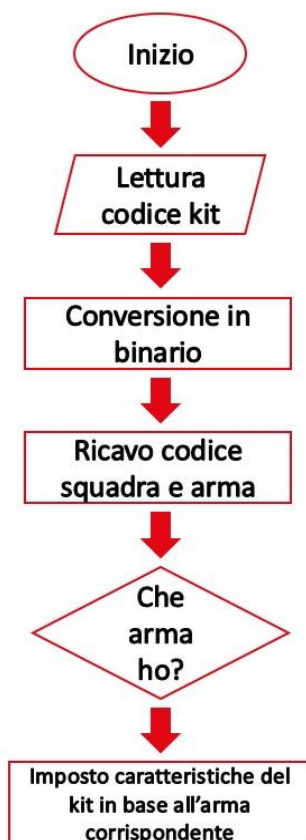 Inizio
Lettura
codice kit
Conversione in
binario
Ricavo codice
squadra e arma
Che
arma
ho?
Imposto caratteristiche del
kit in base all'arma
corrispondente